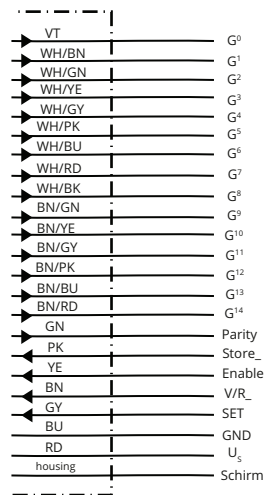 VT G⁰
WH/BN G¹
WH/GN G²
WH/YE G³
WH/GY G⁴
WH/PK G⁵
WH/BU G⁶
WH/RD G⁷
WH/BK G⁸
BN/GN G⁹
BN/YE G¹⁰
BN/GY G¹¹
BN/PK G¹²
BN/BU G¹³
BN/RD G¹⁴
GN Parity
PK Store_
YE Enable
BN V/R_
GY SET
BU GND
RD Uₛ
housing Schirm